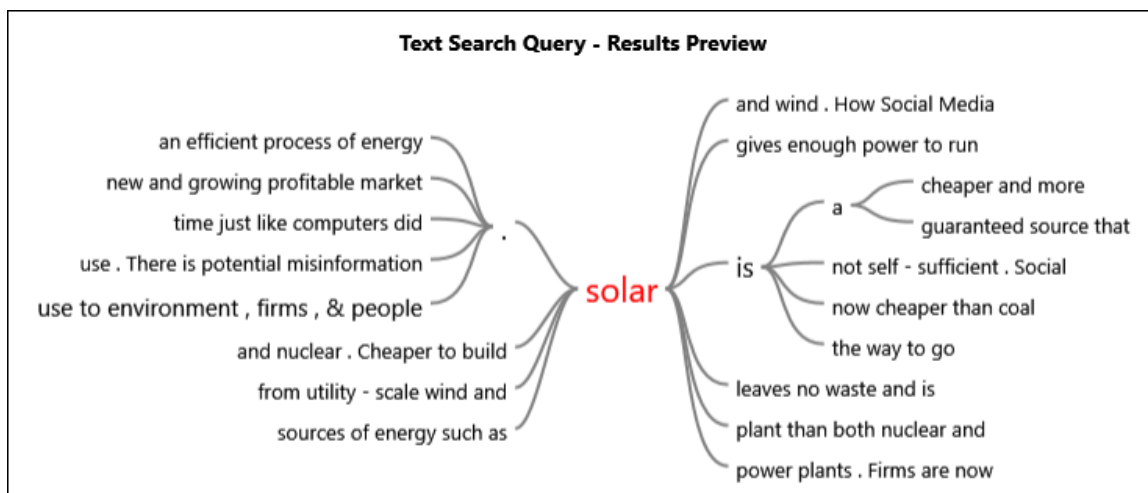 Text Search Query - Results Preview
an efficient process of energy
new and growing profitable market
time just like computers did
use . There is potential misinformation
use to environment , firms , & people
.
and nuclear . Cheaper to build
from utility - scale wind and
sources of energy such as
solar
and wind . How Social Media
gives enough power to run
is
a
cheaper and more
guaranteed source that
not self - sufficient . Social
now cheaper than coal
the way to go
leaves no waste and is
plant than both nuclear and
power plants . Firms are now